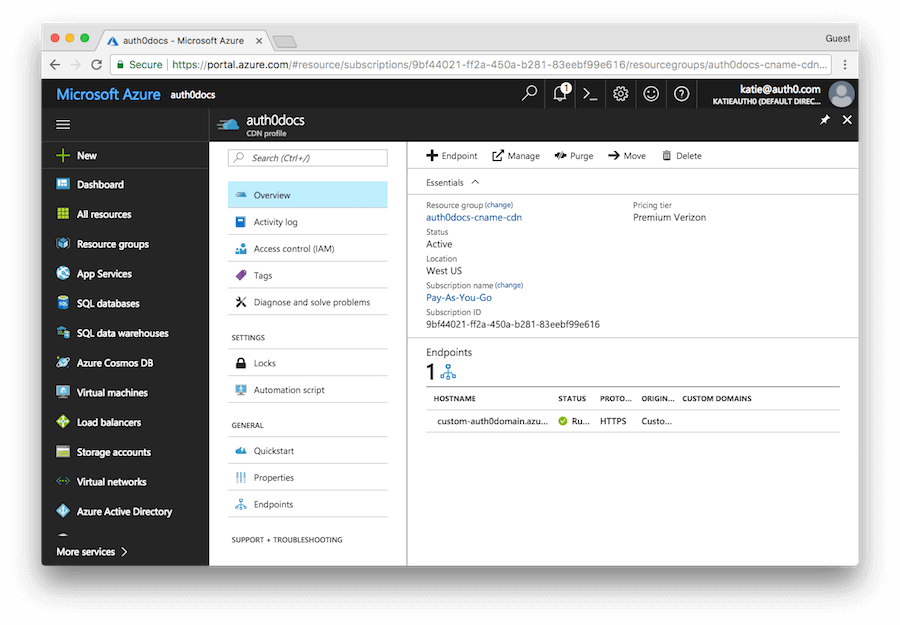 auth0docs - Microsoft Azure
Guest
Secure | https://portal.azure.com/#resource/subscriptions/9bf44021-ff2a-450a-b281-83eebf99e616/resourcegroups/auth0docs-cname-cdn...
Microsoft Azure auth0docs
1
katie@auth0.com
KATIEAUTH0 (DEFAULT DIREC...
New
Dashboard
All resources
Resource groups
App Services
SQL databases
SQL data warehouses
Azure Cosmos DB
Virtual machines
Load balancers
Storage accounts
Virtual networks
Azure Active Directory
More services
auth0docs
CDN profile
Search (Ctrl+/)
Overview
Activity log
Access control (IAM)
Tags
Diagnose and solve problems
SETTINGS
Locks
Automation script
GENERAL
Quickstart
Properties
Endpoints
SUPPORT + TROUBLESHOOTING
Endpoint Manage Purge Move Delete
Essentials
Resource group (change)
auth0docs-cname-cdn
Status
Active
Location
West US
Subscription name (change)
Pay-As-You-Go
Subscription ID
9bf44021-ff2a-450a-b281-83eebf99e616
Pricing tier
Premium Verizon
Endpoints
1
HOSTNAME STATUS PROTO... ORIGIN... CUSTOM DOMAINS
custom-auth0domain.azu... Ru... HTTPS Custo...